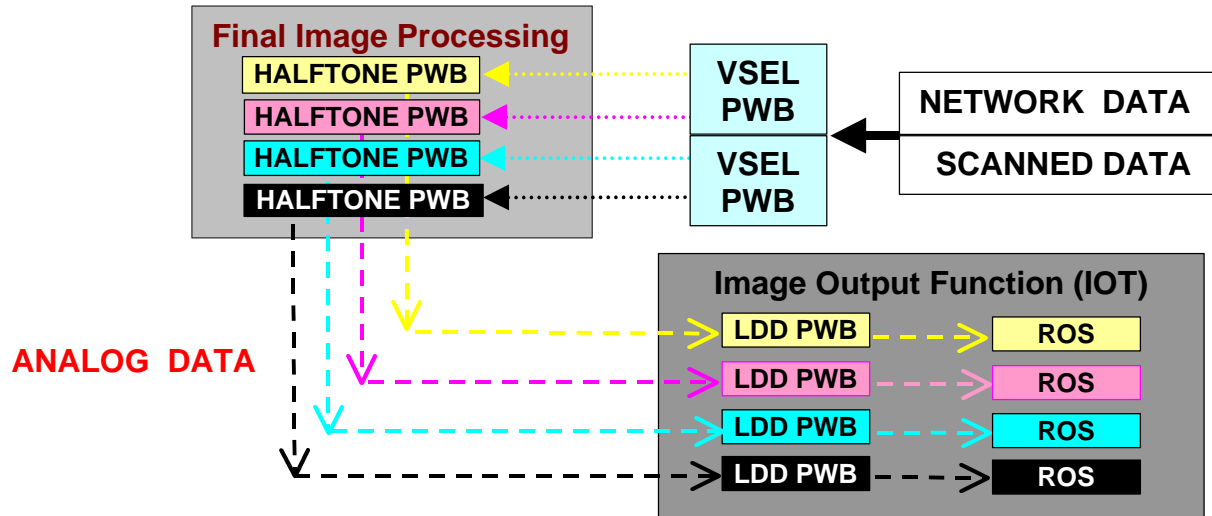 Final Image Processing
HALFTONE PWB
HALFTONE PWB
HALFTONE PWB
HALFTONE PWB
VSEL
PWB
VSEL
PWB
NETWORK DATA
SCANNED DATA
ANALOG DATA
Image Output Function (IOT)
LDD PWB
ROS
LDD PWB
ROS
LDD PWB
ROS
LDD PWB
ROS